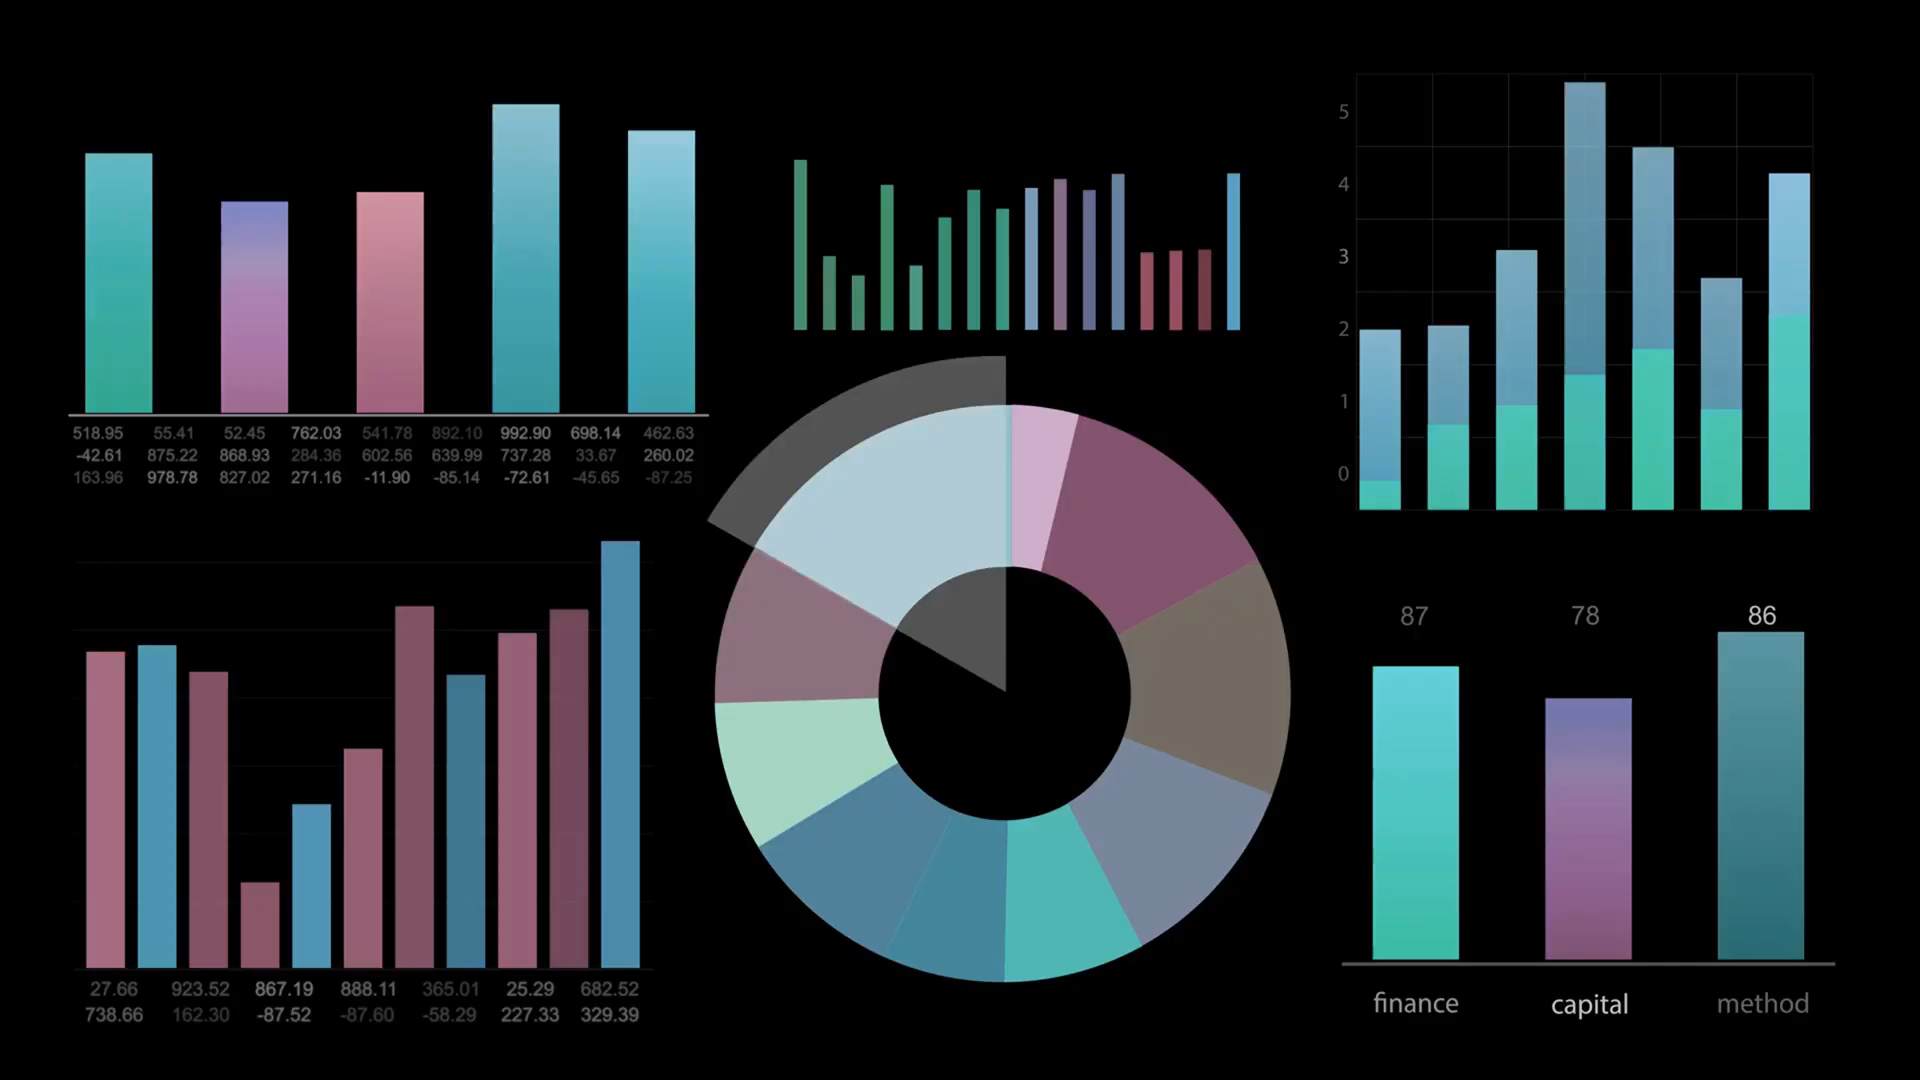 518.95 55.41 52.45 762.03 541.78 892.10 992.90 698.14 462.63
-42.61 875.22 868.93 284.36 602.56 639.99 737.28 33.67 260.02
163.96 978.78 827.02 271.16 -11.90 -85.14 -72.61 -45.65 -87.25
5
4
3
2
1
0
27.66 923.52 867.19 888.11 365.01 25.29 682.52
738.66 162.30 -87.52 -87.60 -58.29 227.33 329.39
87 78 86
finance capital method